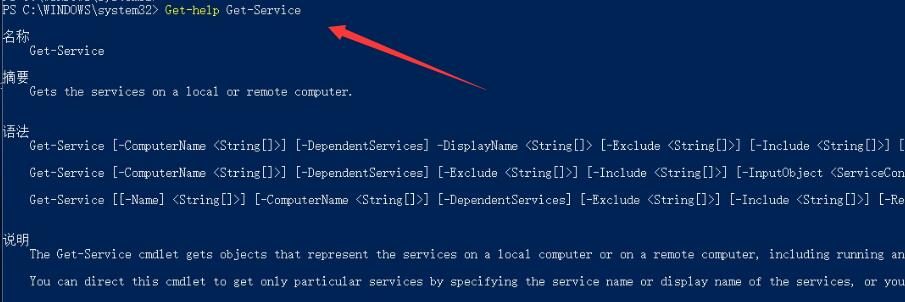 PS C:\WINDOWS\system32> Get-help Get-Service
名称
Get-Service
摘要
Gets the services on a local or remote computer.
语法
Get-Service [-ComputerName <String[]>] [-DependentServices] -DisplayName <String[]> [-Exclude <String[]>] [-Include <String[]>] [
Get-Service [-ComputerName <String[]>] [-DependentServices] [-Exclude <String[]>] [-Include <String[]>] [-InputObject <ServiceCon
Get-Service [[-Name] <String[]>] [-ComputerName <String[]>] [-DependentServices] [-Exclude <String[]>] [-Include <String[]>] [-Re
说明
The Get-Service cmdlet gets objects that represent the services on a local computer or on a remote computer, including running an
You can direct this cmdlet to get only particular services by specifying the service name or display name of the services, or you